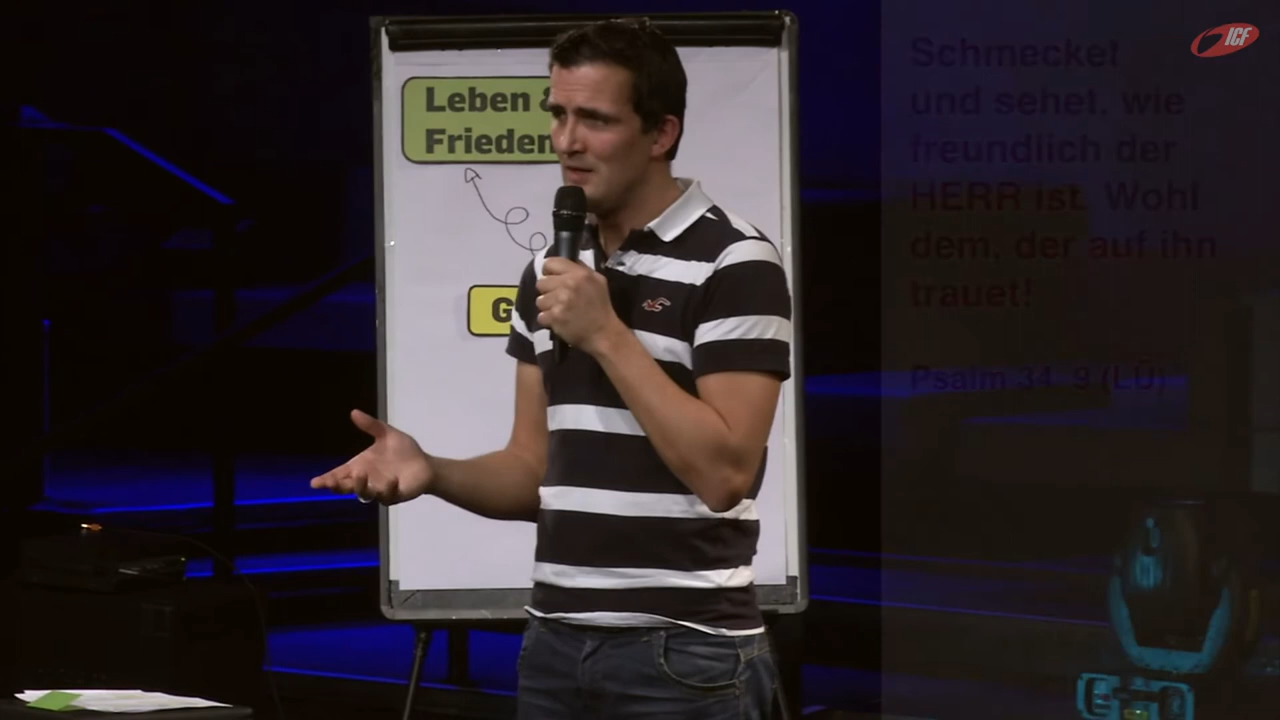 Leben &
Frieden
G
ICF
Schmecket
und sehet, wie
freundlich der
HERR ist. Wohl
dem, der auf ihn
trauet!
Psalm 34, 9 (LÜ)